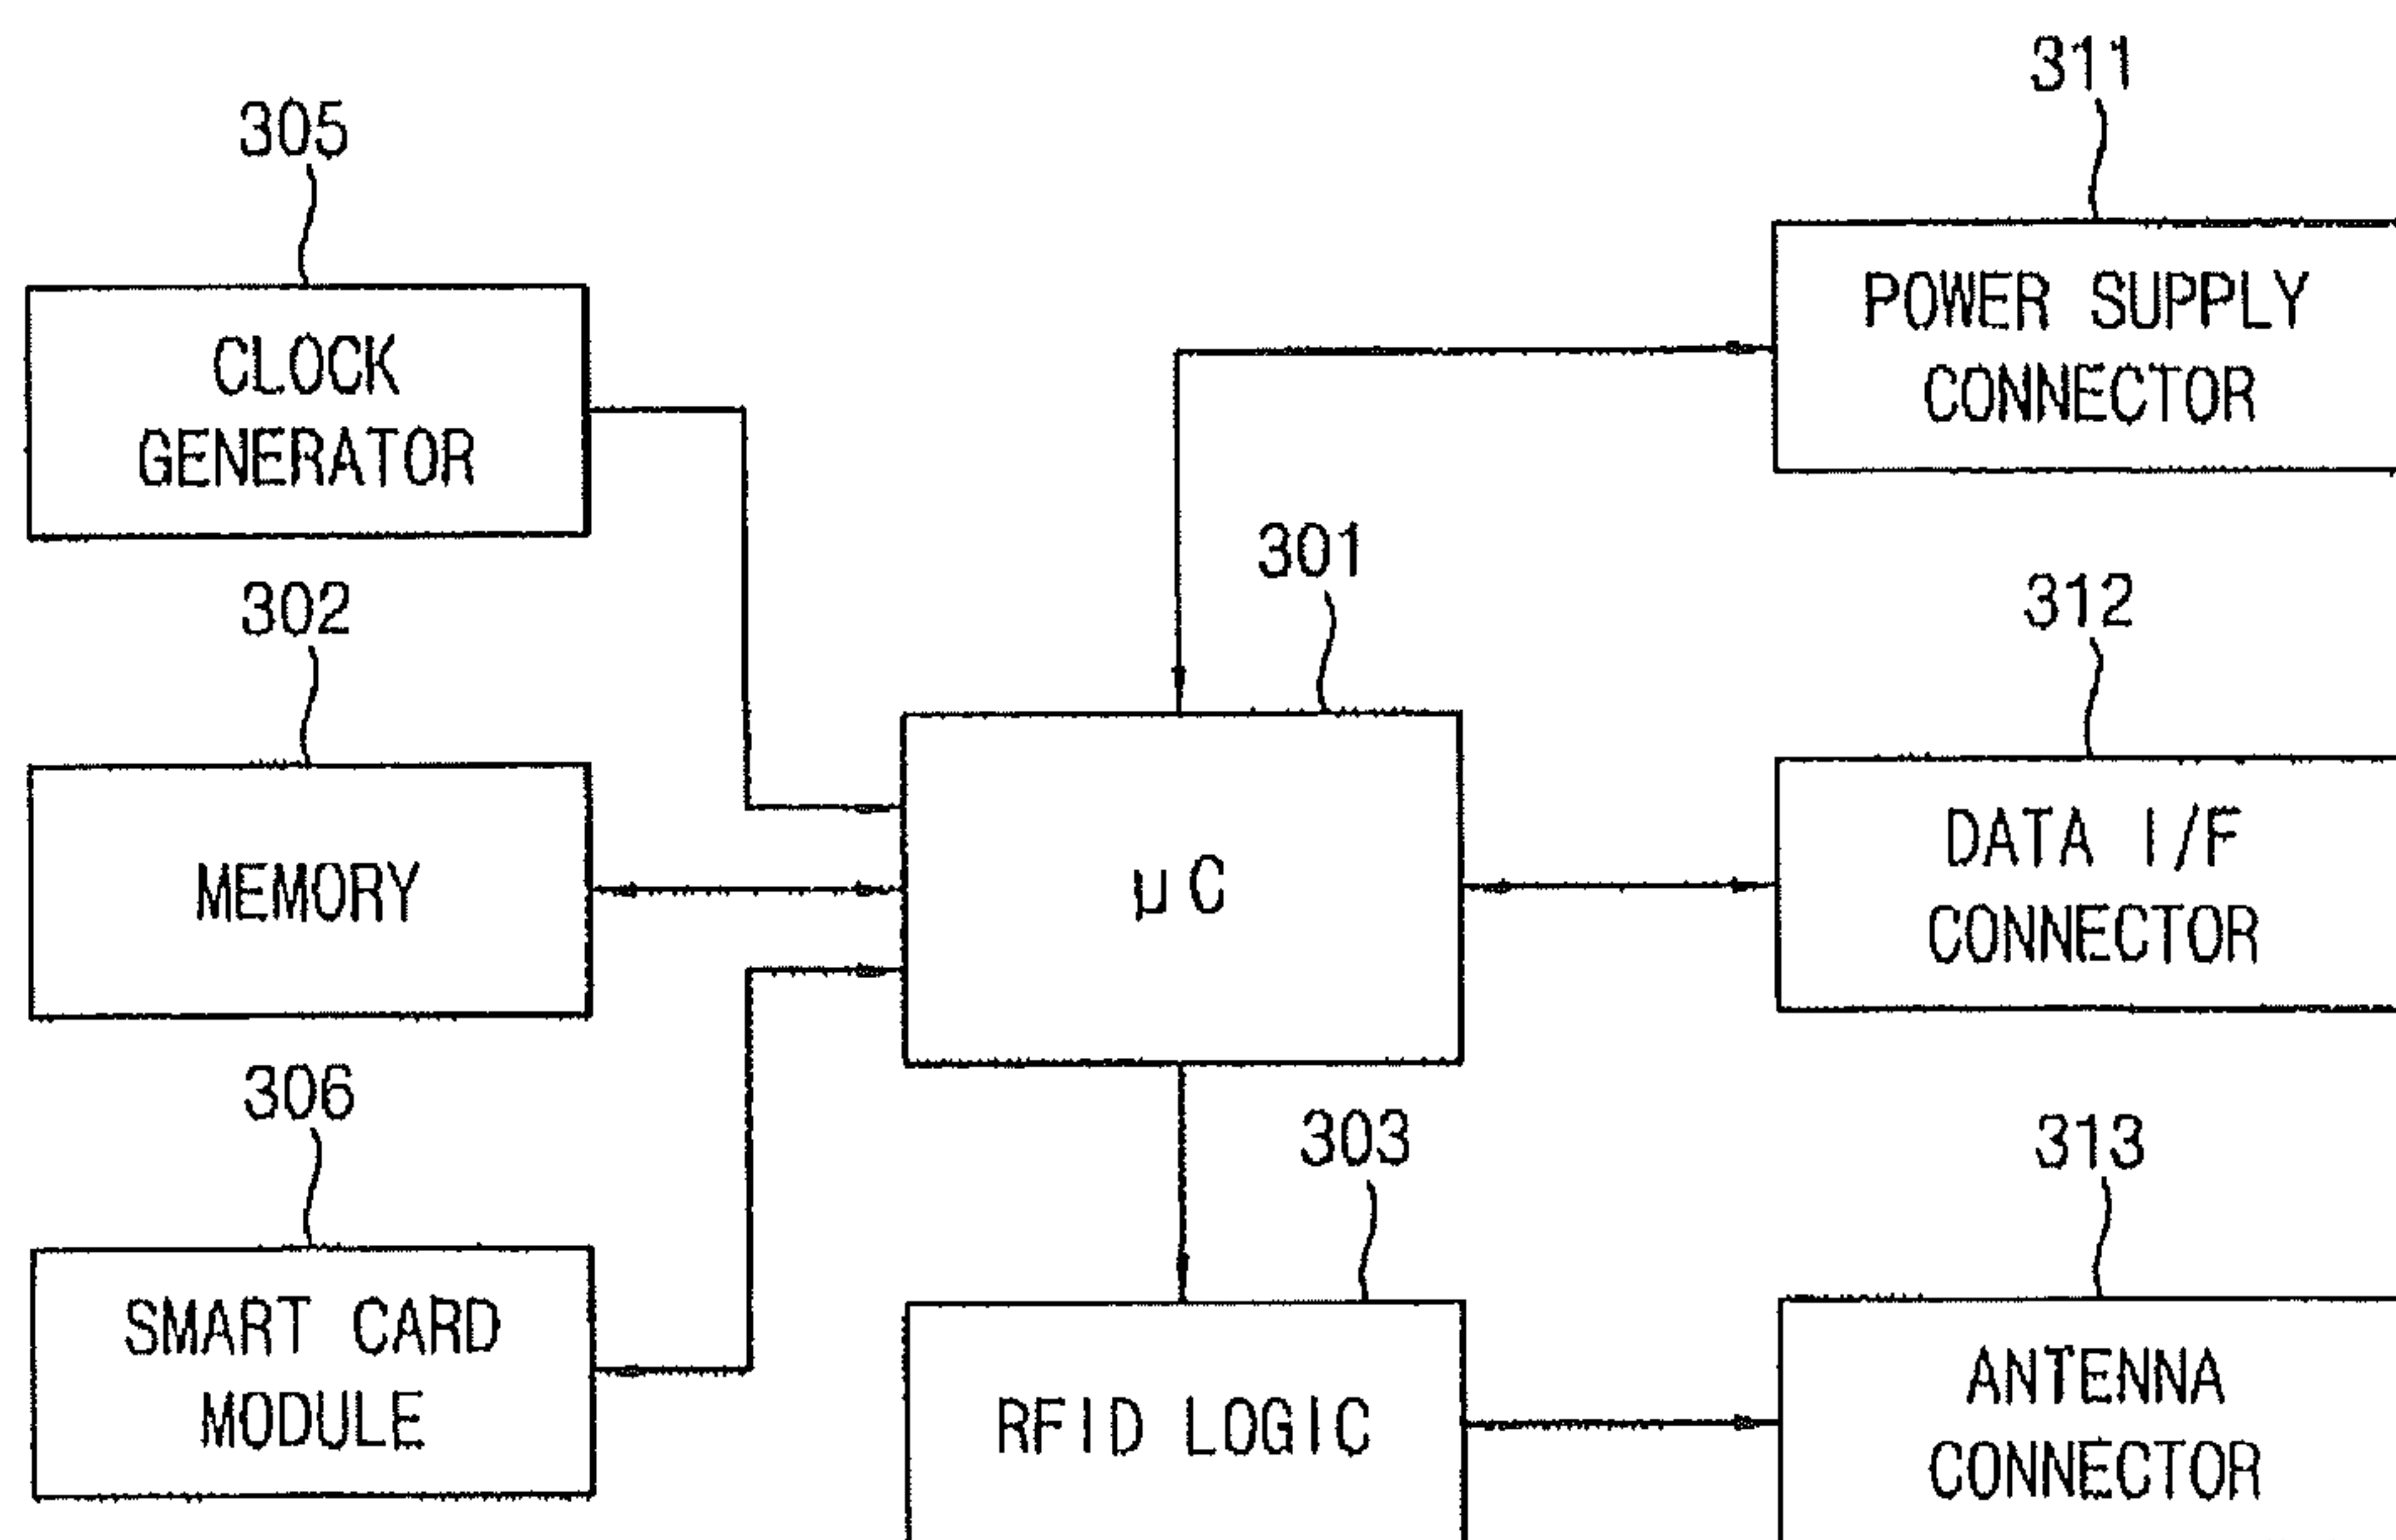 305
CLOCK
GENERATOR
302
MEMORY
306
SMART CARD
MODULE
301
µC
303
RFID LOGIC
311
POWER SUPPLY
CONNECTOR
312
DATA I/F
CONNECTOR
313
ANTENNA
CONNECTOR